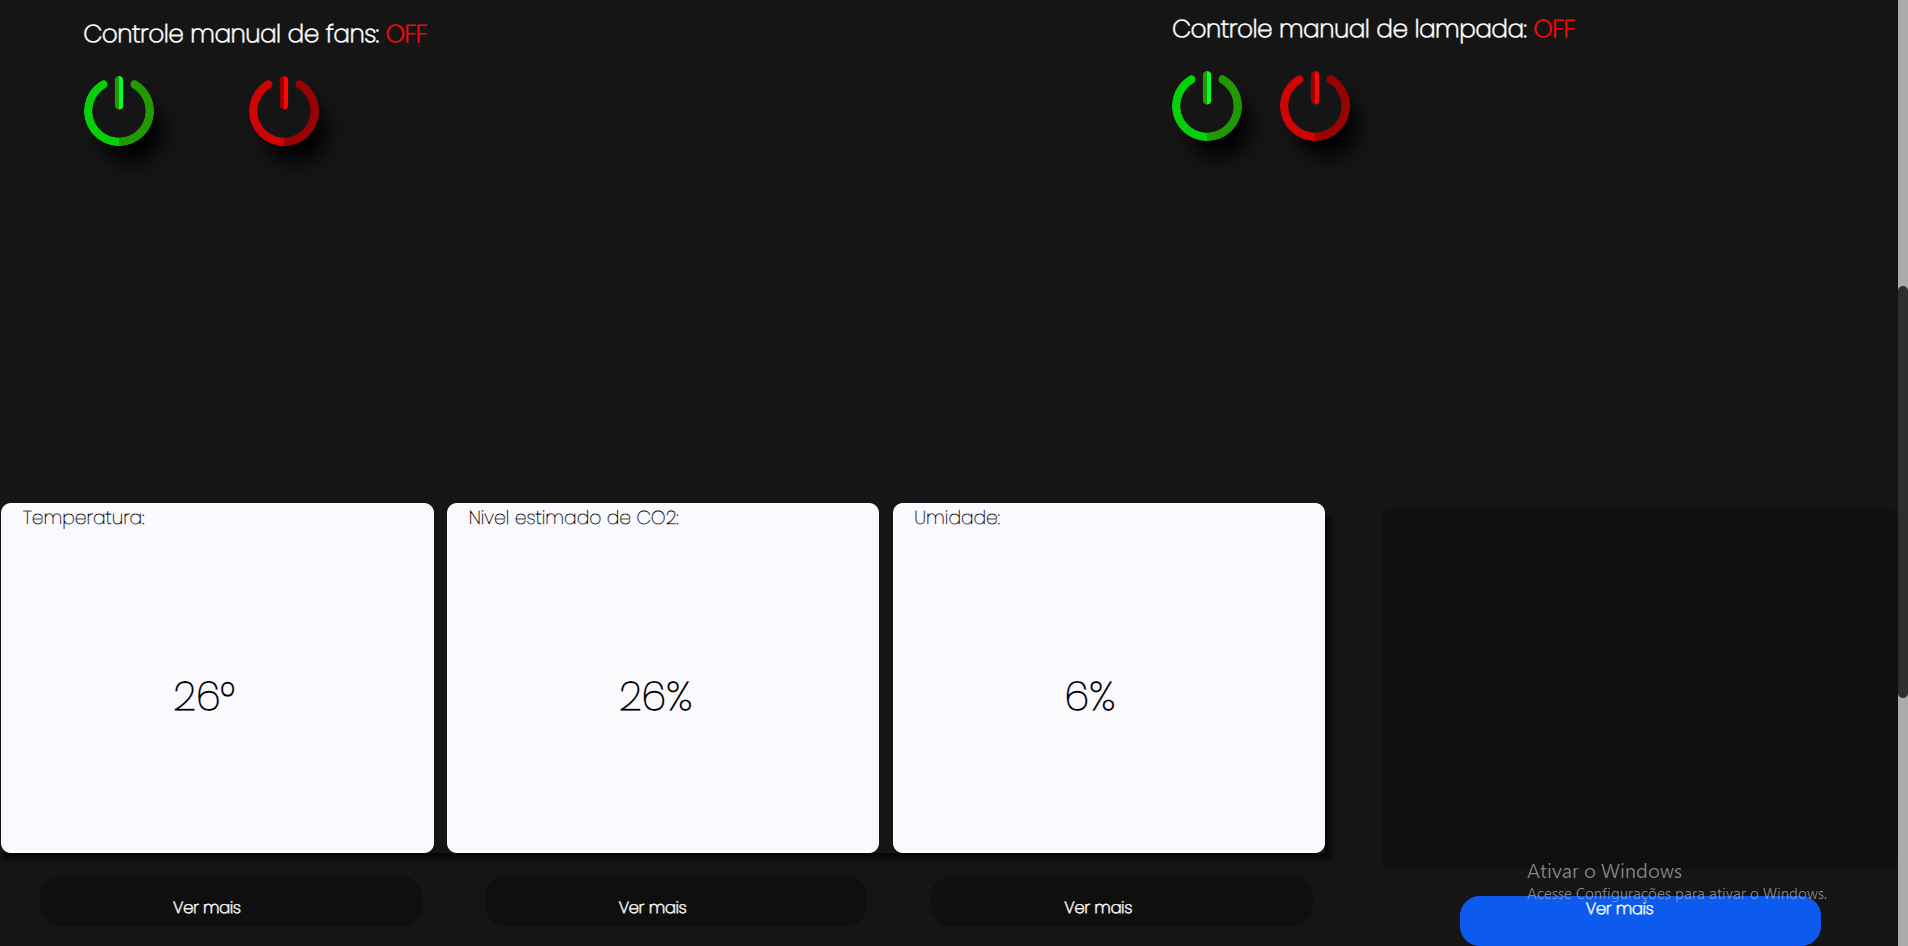 Controle manual de fans: OFF
Controle manual de lampada: OFF
Temperatura:
Nivel estimado de CO2:
Umidade:
26º
26%
6%
Ativar o Windows
Acesse Configurações para ativar o Windows.
Ver mais
Ver mais
Ver mais
Ver mais